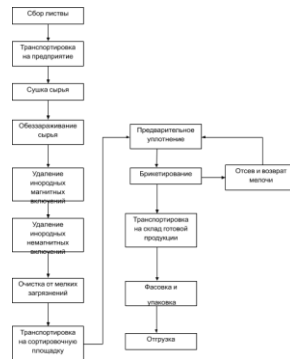 Сбор листвы
Транспортировка
на предприятие
Сушка сырья
Обеззараживание
сырья
Удаление
инородных
магнитных
включений
Удаление
инородных
немагнитных
включений
Очистка от мелких
загрязнений
Транспортировка
на сортировочную
площадку
Предварительное
уплотнение
Брикетирование
Отсев и возврат
мелочи
Транспортировка
на склад готовой
продукции
Фасовка и
упаковка
Отгрузка